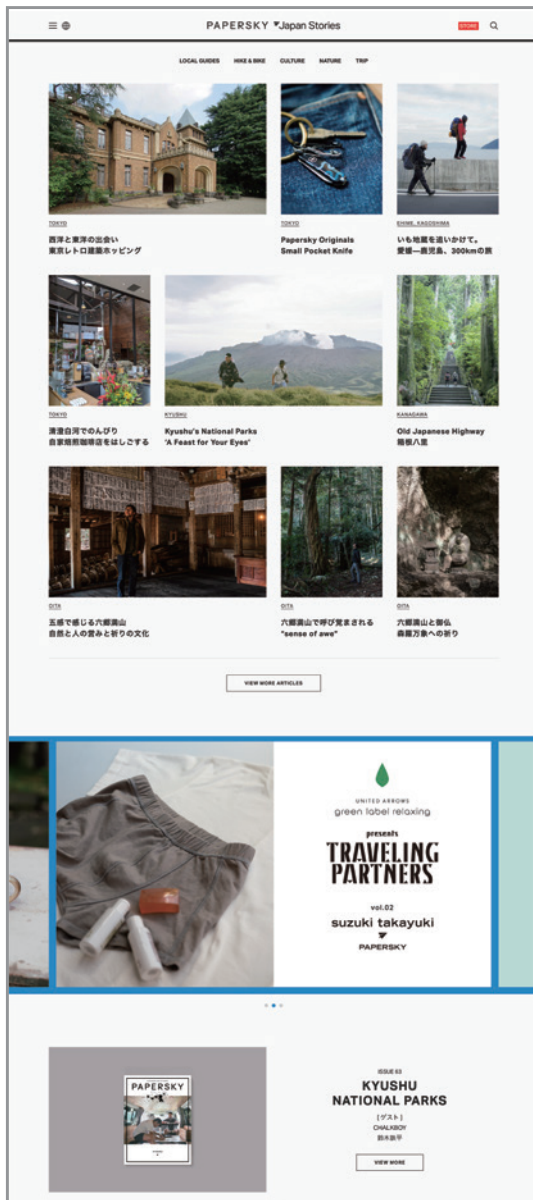 PAPERSKY Japan Stories
STORE
LOCAL GUIDES HIKE & BIKE CULTURE NATURE TRIP
TOKYO
西洋と東洋の出会い
東京レトロ建築ホッピング
TOKYO
Papersky Originals
Small Pocket Knife
EHIME, KAGOSHIMA
いも地蔵を追いかけて。
愛媛—鹿児島、300kmの旅
TOKYO
清澄白河でのんびり
自家焙煎珈琲店をはしごする
KYUSHU
Kyushu's National Parks
'A Feast for Your Eyes'
KANAGAWA
Old Japanese Highway
箱根八里
OITA
五感で感じる六郷満山
自然と人の営みと祈りの文化
OITA
六郷満山で呼び覚まされる
"sense of awe"
OITA
六郷満山と御仏
森羅万象への祈り
VIEW MORE ARTICLES
UNITED ARROWS
green label relaxing
presents
TRAVELING
PARTNERS
vol.02
suzuki takayuki
PAPERSKY
PAPERSKY
ISSUE 63
KYUSHU
NATIONAL PARKS
[ゲスト]
CHALKBOY
鈴木鉄平
VIEW MORE